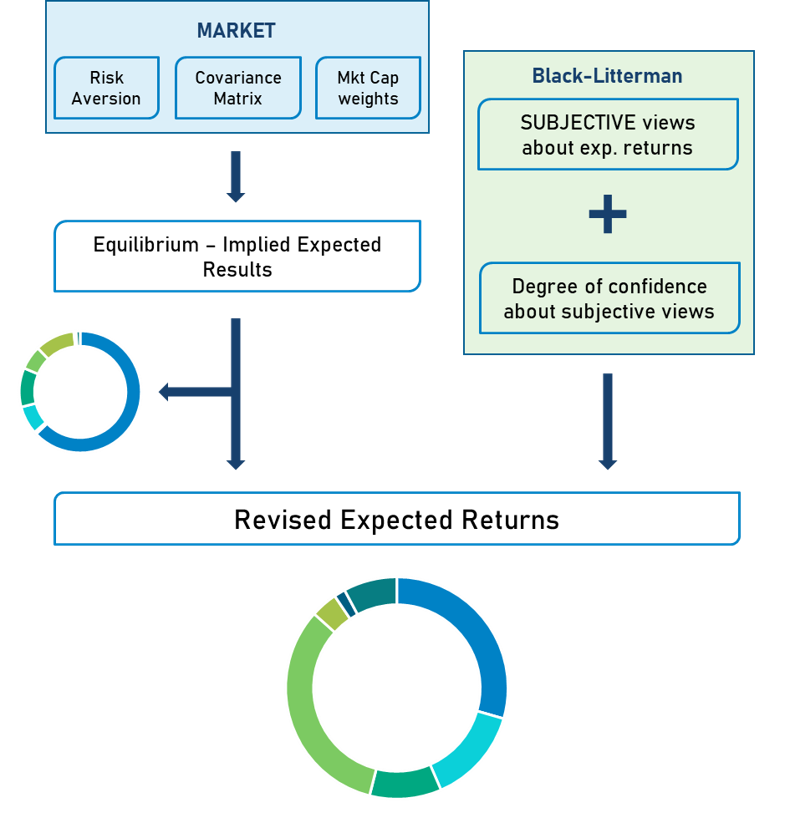 MARKET
Risk
Aversion
Covariance
Matrix
Mkt Cap
weights
Equilibrium – Implied Expected
Results
Black-Litterman
SUBJECTIVE views
about exp. returns
+
Degree of confidence
about subjective views
Revised Expected Returns